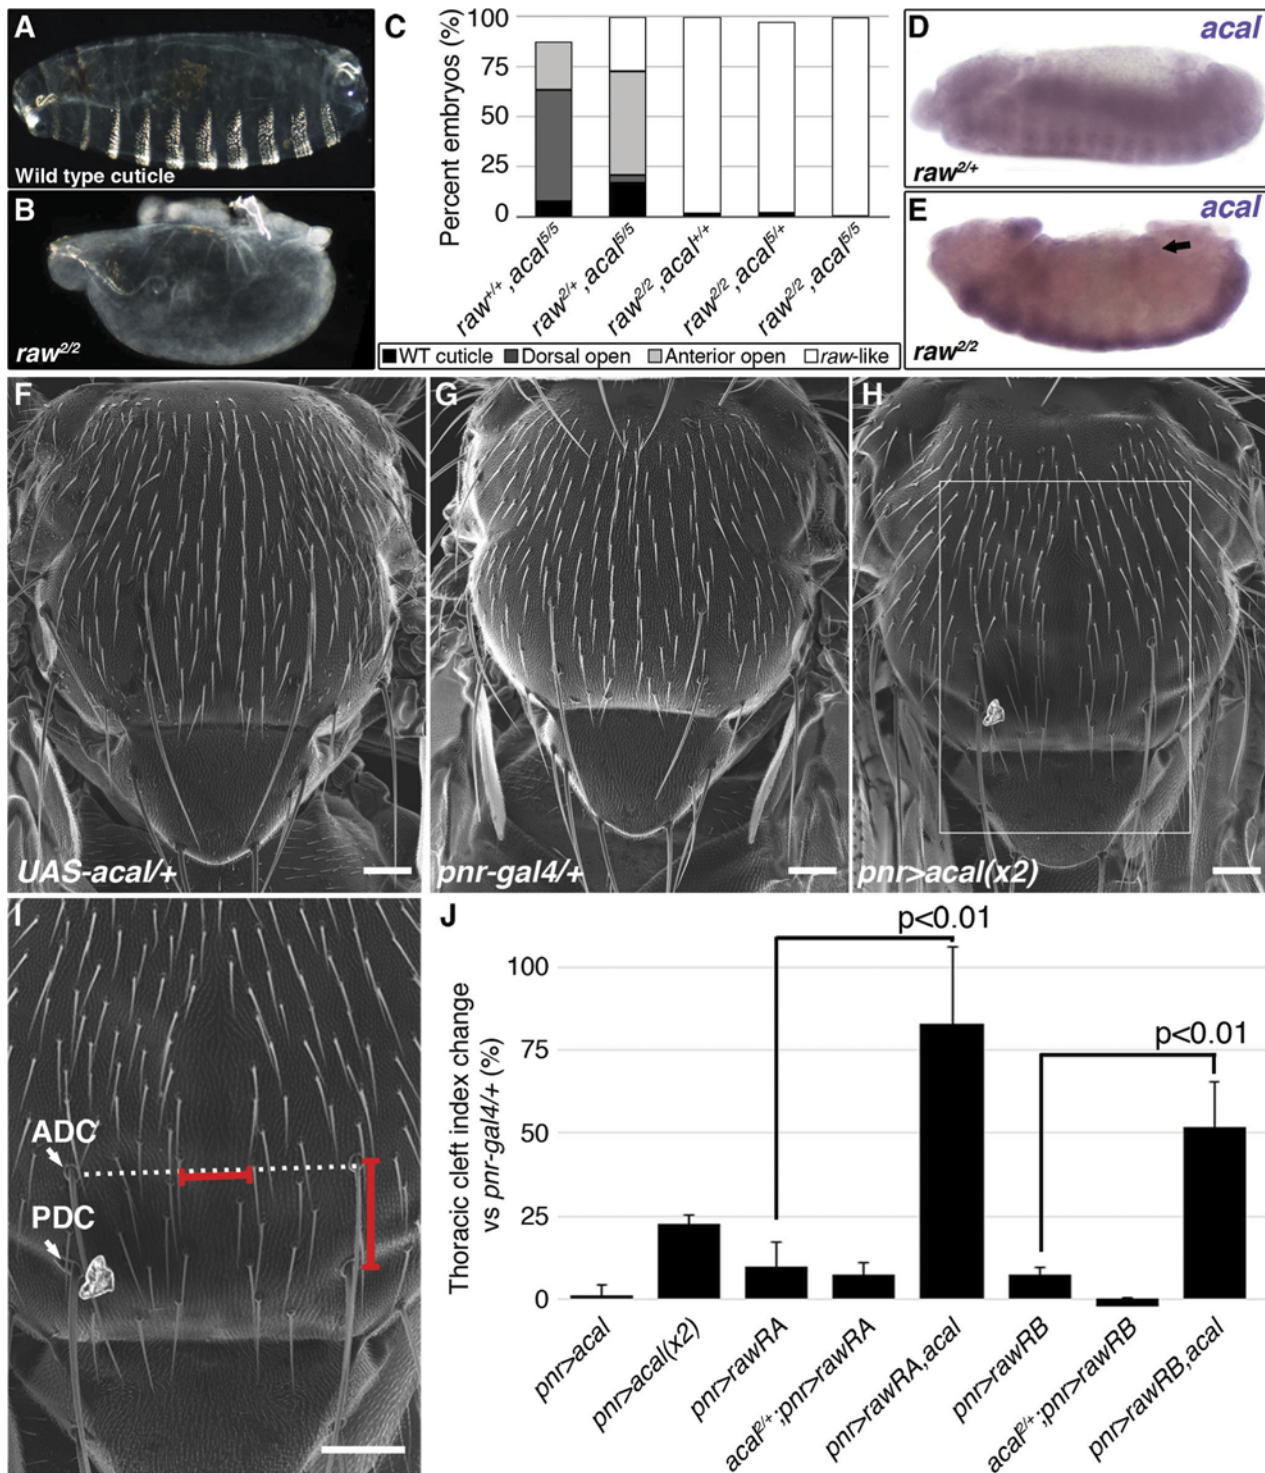 A
Wild type cuticle
B
raw2/2
C
Percent embryos (%)
100
75
50
25
0
raw+/+,acal5/5
raw2/+,acal5/5
raw2/2,acal+/+
raw2/2,acal5/+
raw2/2,acal5/5
WT cuticle Dorsal open Anterior open raw-like
D
acal
raw2/+
E
acal
raw2/2
F
UAS-acal/+
G
pnr-gal4/+
H
pnr>acal(x2)
I
ADC
PDC
J
Thoracic cleft index change
vs pnr-gal4/+ (%)
100
75
50
25
0
p<0.01
p<0.01
pnr>acal
pnr>acal(x2)
pnr>rawRA
acal2/+;pnr>rawRA
pnr>rawRA,acal
pnr>rawRB
acal2/+;pnr>rawRB
pnr>rawRB,acal